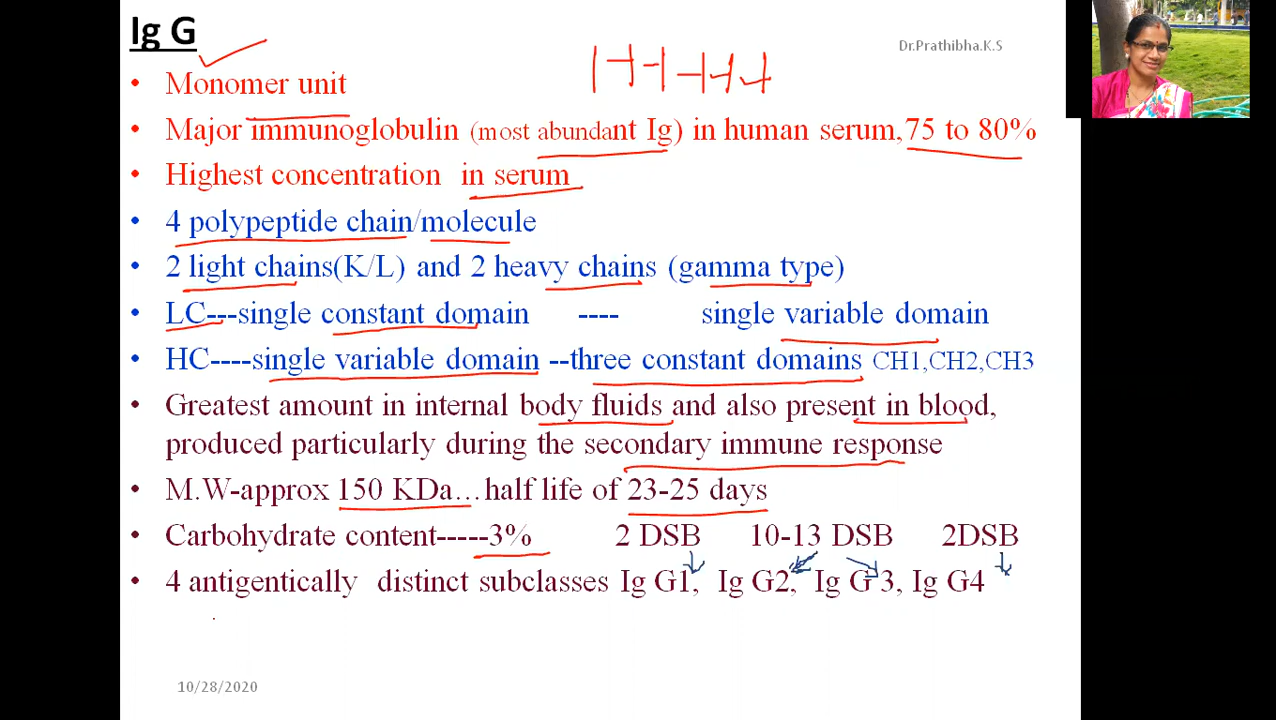 Ig G
Dr.Prathibha.K.S
• Monomer unit
• Major immunoglobulin (most abundant Ig) in human serum,75 to 80%
• Highest concentration in serum
• 4 polypeptide chain/molecule
• 2 light chains(K/L) and 2 heavy chains (gamma type)
• LC---single constant domain ---- single variable domain
• HC----single variable domain --three constant domains CH1,CH2,CH3
• Greatest amount in internal body fluids and also present in blood,
produced particularly during the secondary immune response
• M.W-approx 150 KDa...half life of 23-25 days
• Carbohydrate content-----3% 2 DSB 10-13 DSB 2DSB
• 4 antigentically distinct subclasses Ig G1, Ig G2, Ig G 3, Ig G4
10/28/2020